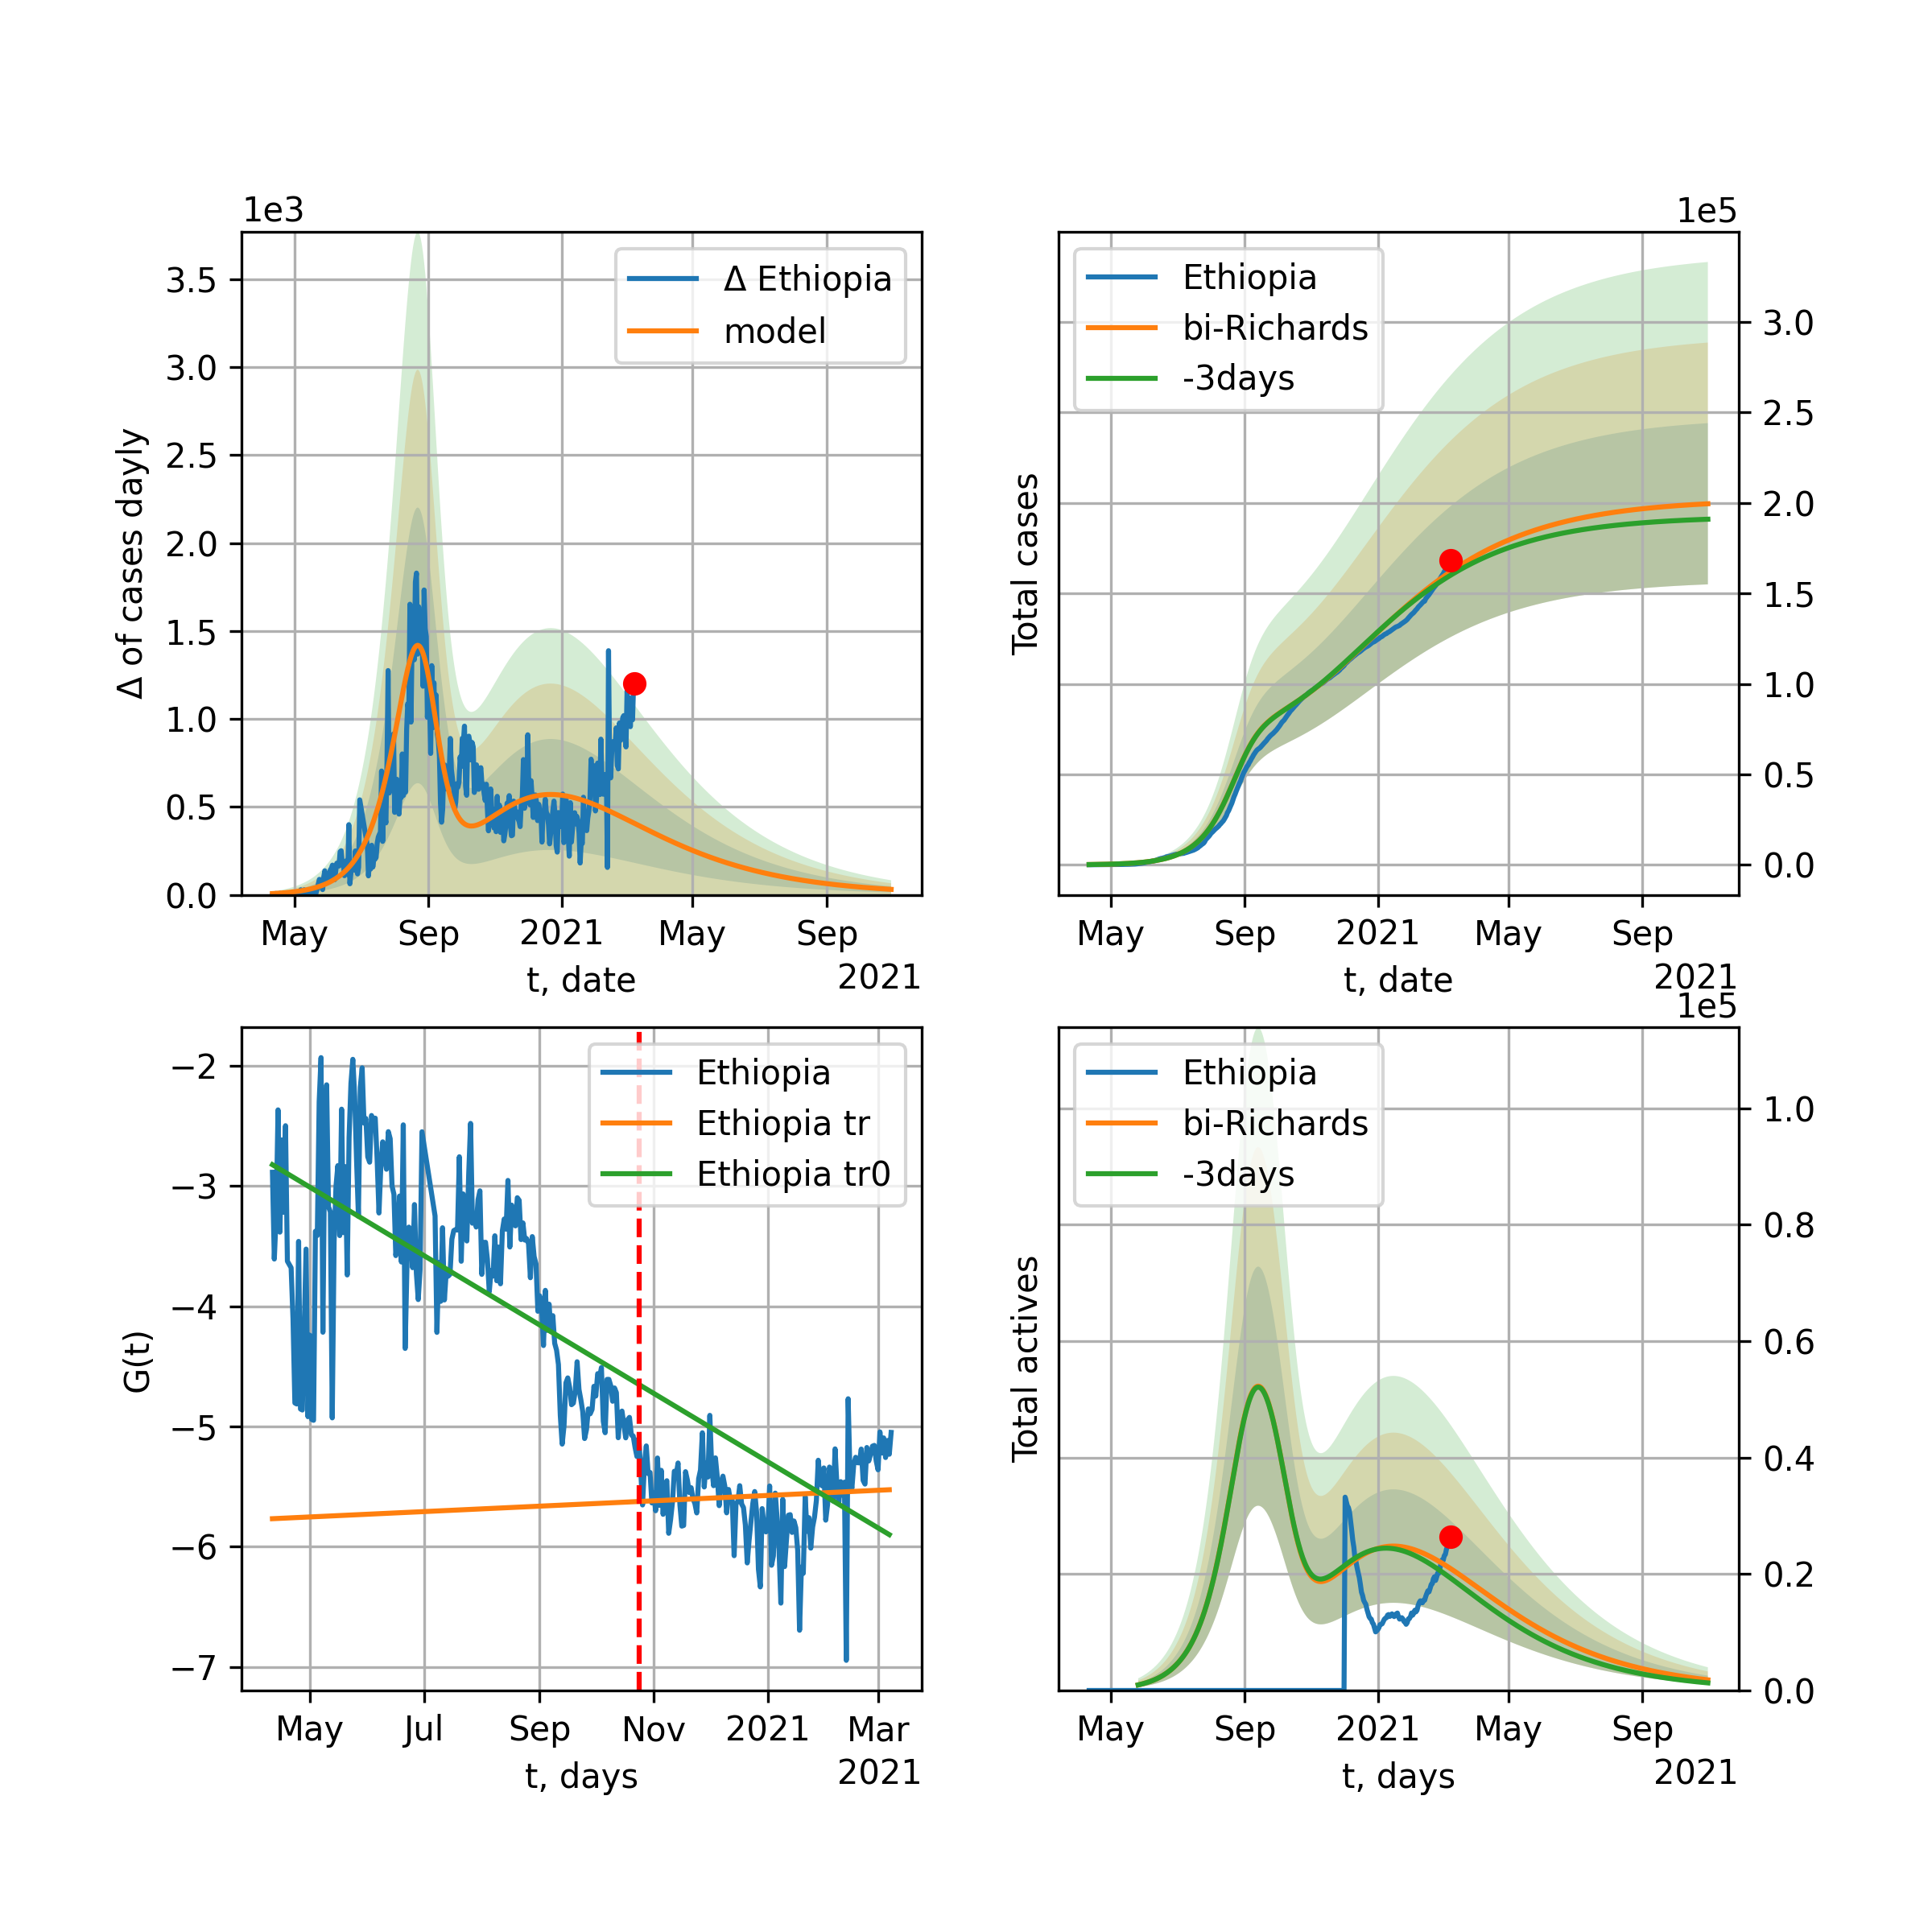 1e3
Δ of cases dayly
3.5
3.0
2.5
2.0
1.5
1.0
0.5
0.0
Δ Ethiopia
model
May Sep 2021 May Sep
t, date
2021
1e5
Total cases
Ethiopia
bi-Richards
-3days
3.0
2.5
2.0
1.5
1.0
0.5
0.0
May Sep 2021 May Sep
t, date
2021
G(t)
−2
−3
−4
−5
−6
−7
Ethiopia
Ethiopia tr
Ethiopia tr0
May Jul Sep Nov 2021 Mar
t, days
2021
1e5
Total actives
Ethiopia
bi-Richards
-3days
1.0
0.8
0.6
0.4
0.2
0.0
May Sep 2021 May Sep
t, days
2021